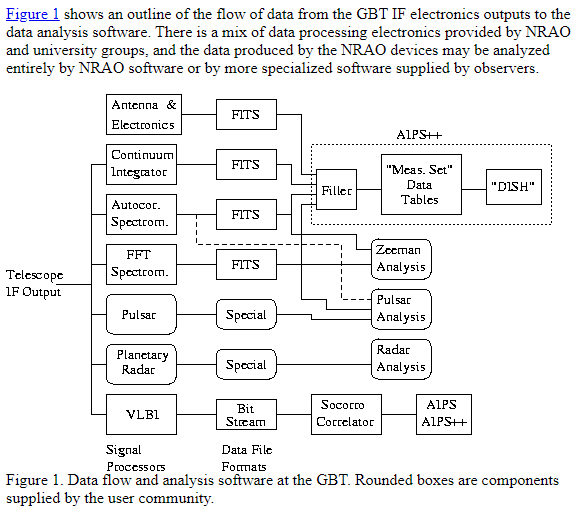 Figure 1 shows an outline of the flow of data from the GBT IF electronics outputs to the
data analysis software. There is a mix of data processing electronics provided by NRAO
and university groups, and the data produced by the NRAO devices may be analyzed
entirely by NRAO software or by more specialized software supplied by observers.
Antenna &
Electronics
FITS
AIPS++
Continuum
Integrator
FITS
Filler
"Meas. Set"
Data
Tables
"DISH"
Autocor.
Spectrom.
FITS
FFT
Spectrom.
FITS
Zeeman
Analysis
Telescope
IF Output
Pulsar
Special
Pulsar
Analysis
Planetary
Radar
Special
Radar
Analysis
VLBI
Bit
Stream
Socorro
Correlator
AIPS
AIPS++
Signal
Processors
Data File
Formats
Figure 1. Data flow and analysis software at the GBT. Rounded boxes are components
supplied by the user community.